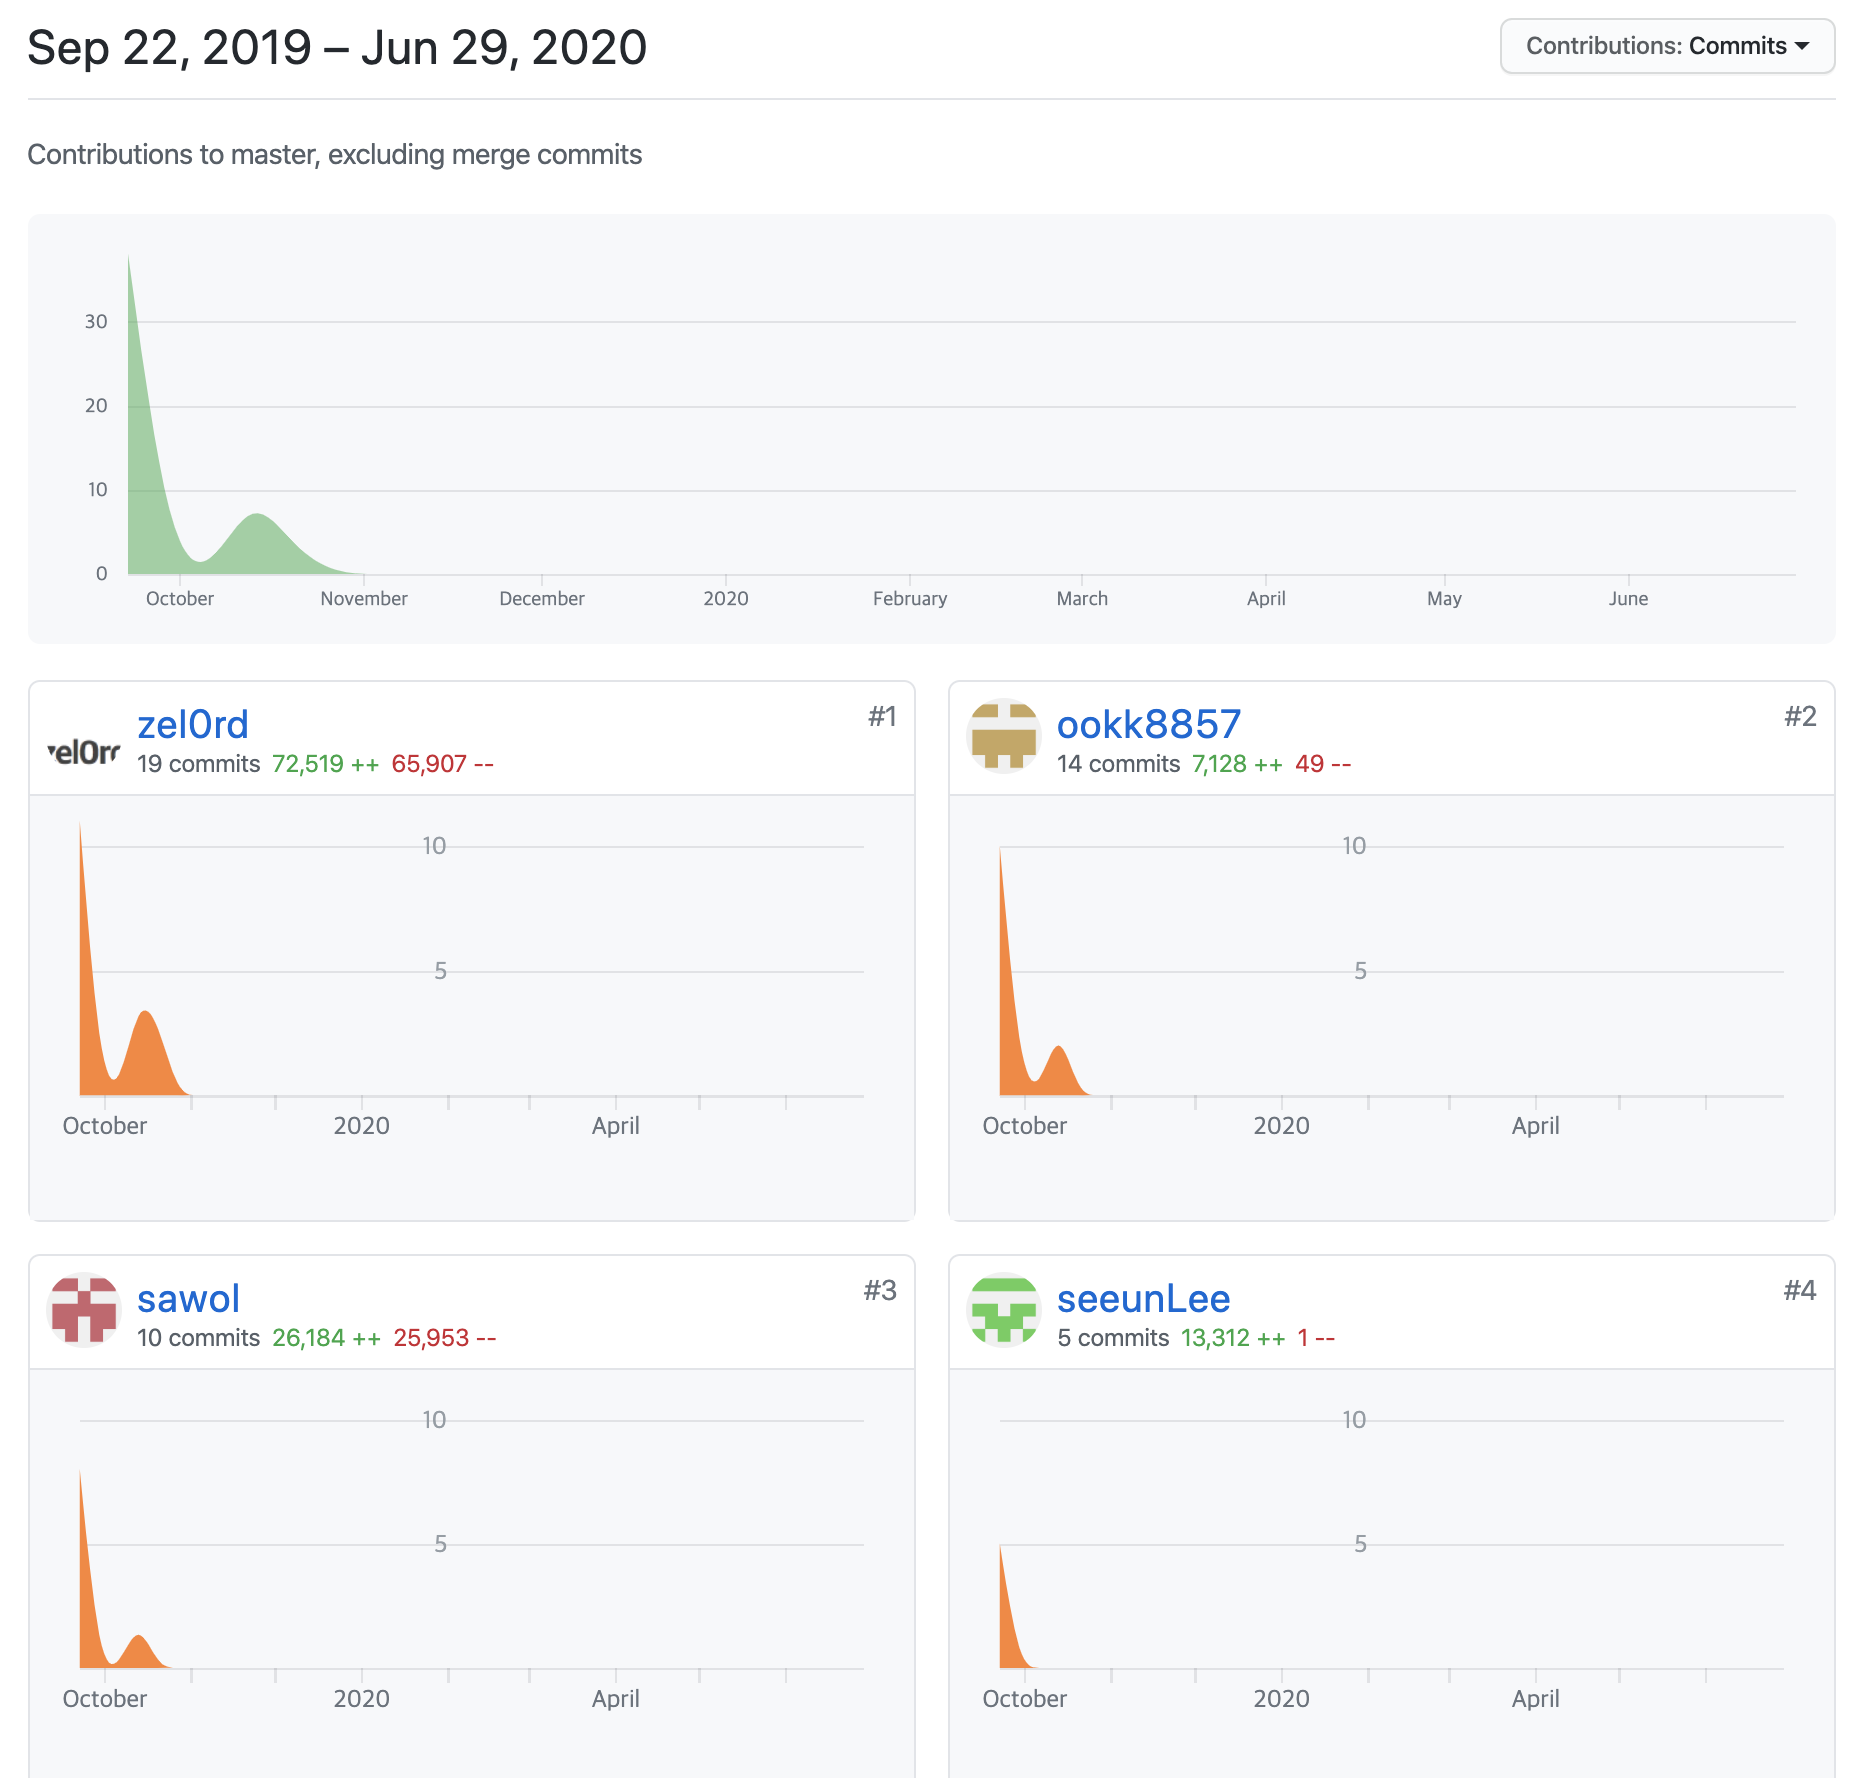 Sep 22, 2019 – Jun 29, 2020
Contributions: Commits
Contributions to master, excluding merge commits
30
20
10
0
October November December 2020 February March April May June
zel0rd
#1
19 commits 72,519 ++ 65,907 --
10
5
October 2020 April
ookk8857
#2
14 commits 7,128 ++ 49 --
10
5
October 2020 April
sawol
#3
10 commits 26,184 ++ 25,953 --
10
5
October 2020 April
seeunLee
#4
5 commits 13,312 ++ 1 --
10
5
October 2020 April